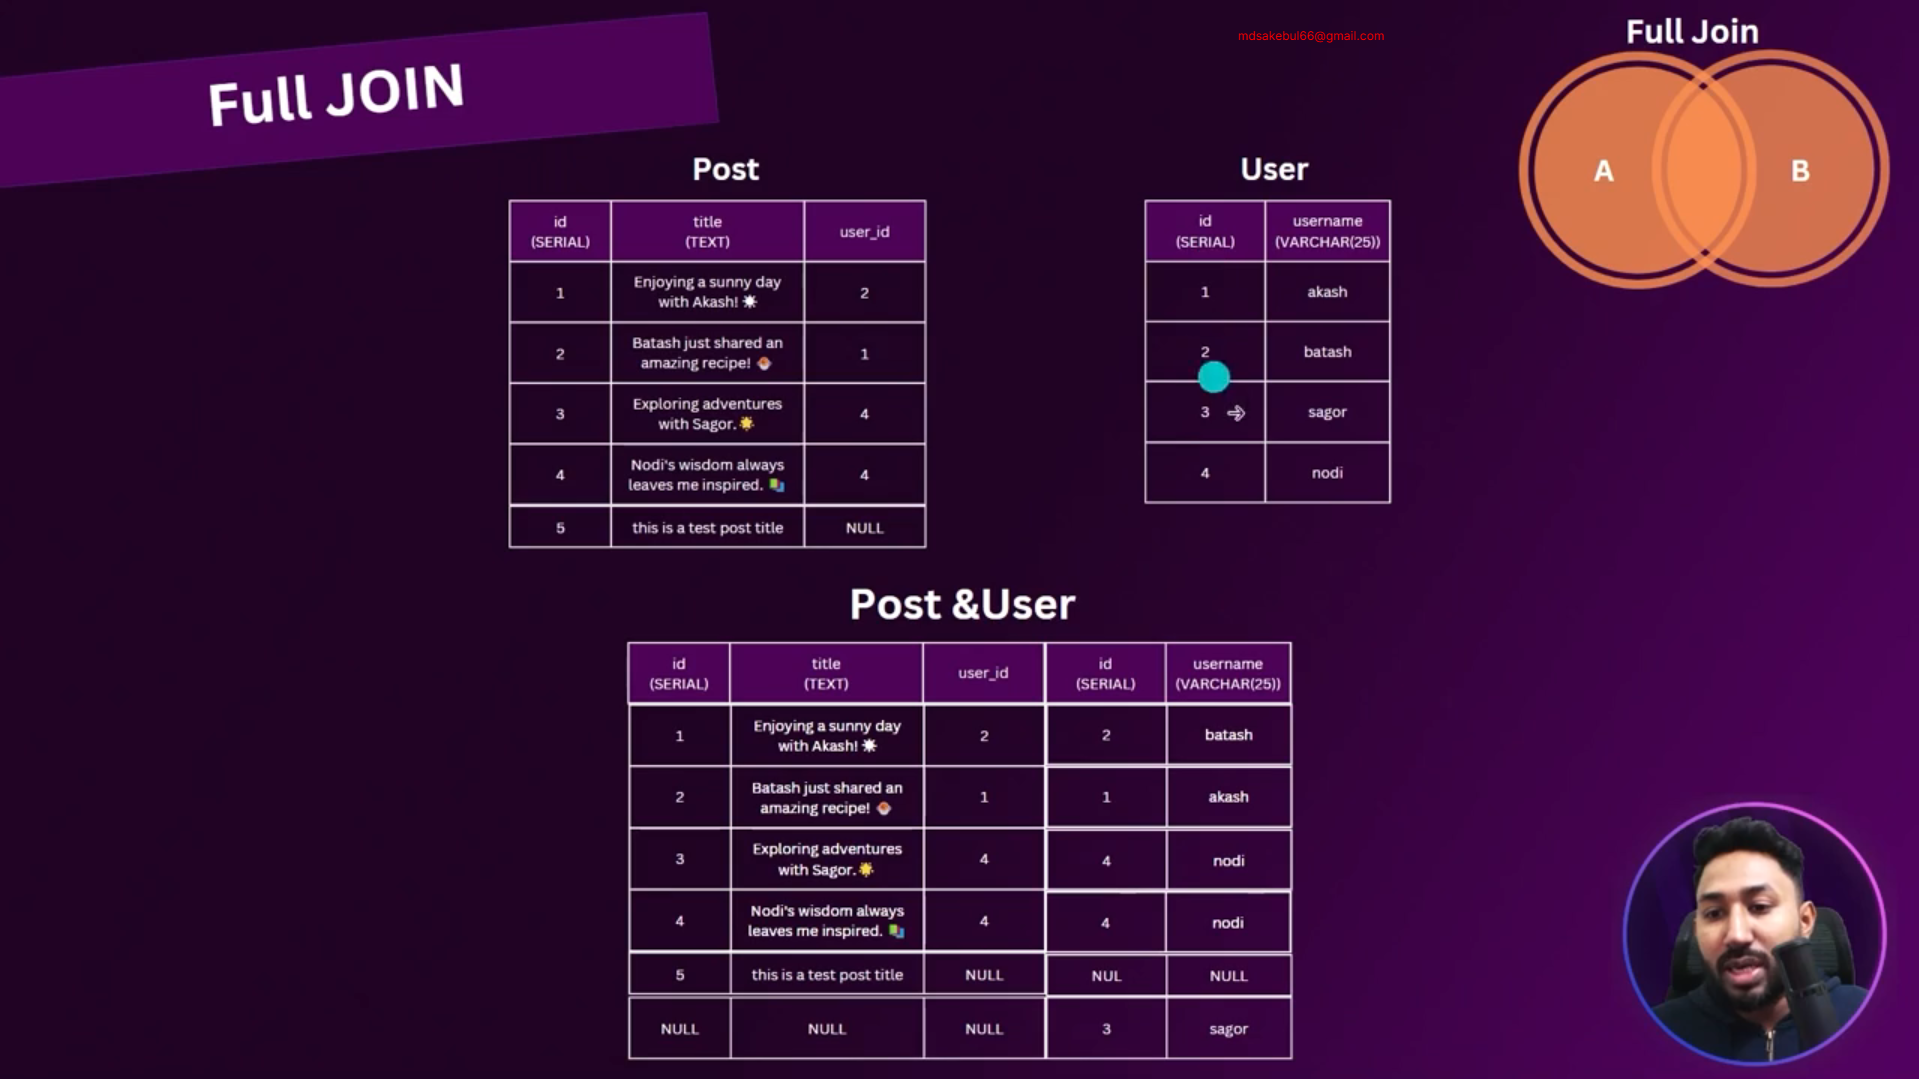 Full JOIN
mdsakebul66@gmail.com
Full Join
A B
Post
id title user_id
(SERIAL) (TEXT)
1 Enjoying a sunny day with Akash! ☀ 2
2 Batash just shared an amazing recipe! 1
3 Exploring adventures with Sagor. 🌟 4
4 Nodi's wisdom always leaves me inspired. 4
5 this is a test post title NULL
User
id username
(SERIAL) (VARCHAR(25))
1 akash
2 batash
3 sagor
4 nodi
Post &User
id title user_id id username
(SERIAL) (TEXT) (SERIAL) (VARCHAR(25))
1 Enjoying a sunny day with Akash! ☀ 2 2 batash
2 Batash just shared an amazing recipe! 1 1 akash
3 Exploring adventures with Sagor. 🌟 4 4 nodi
4 Nodi's wisdom always leaves me inspired. 4 4 nodi
5 this is a test post title NULL NUL NULL
NULL NULL NULL 3 sagor